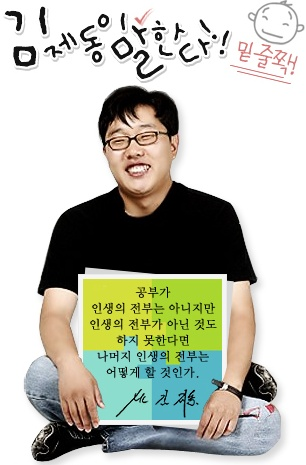 김제동이 말한다!
밑줄쫙!
공부가
인생의 전부는 아니지만
인생의 전부가 아닌 것도
하지 못한다면
나머지 인생의 전부는
어떻게 할 것인가.